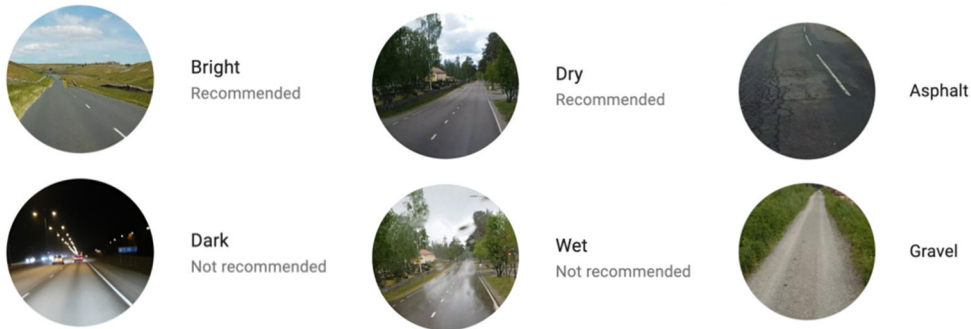 Bright
Recommended
Dry
Recommended
Asphalt
Dark
Not recommended
Wet
Not recommended
Gravel